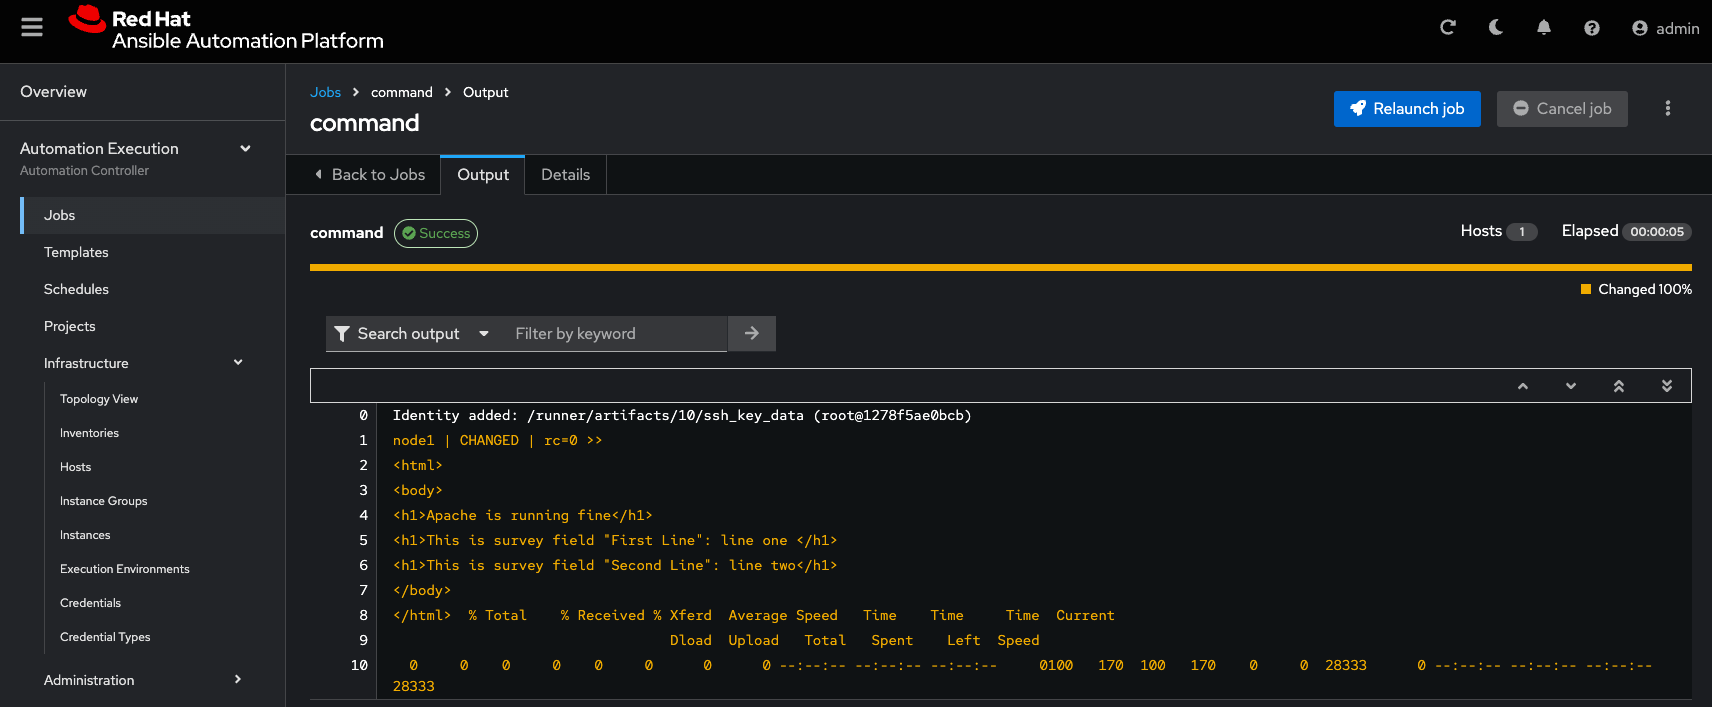 Red Hat
Ansible Automation Platform
admin
Overview
Automation Execution
Automation Controller
Jobs
Templates
Schedules
Projects
Infrastructure
Topology View
Inventories
Hosts
Instance Groups
Instances
Execution Environments
Credentials
Credential Types
Administration
Jobs > command > Output
command
Relaunch job
Cancel job
Back to Jobs
Output
Details
command
Success
Hosts 1
Elapsed 00:00:05
Changed 100%
Search output
Filter by keyword
0 Identity added: /runner/artifacts/10/ssh_key_data (root@1278f5ae0bcb)
1 node1 | CHANGED | rc=0 >>
2 <html>
3 <body>
4 <h1>Apache is running fine</h1>
5 <h1>This is survey field "First Line": line one </h1>
6 <h1>This is survey field "Second Line": line two</h1>
7 </body>
8 </html>  % Total    % Received % Xferd  Average Speed   Time    Time     Time  Current
9                                  Dload  Upload   Total   Spent    Left  Speed
10   0     0    0     0    0     0      0      0 --:--:-- --:--:-- --:--:--     0100   170  100   170    0     0  28333      0 --:--:-- --:--:-- --:--:--
28333